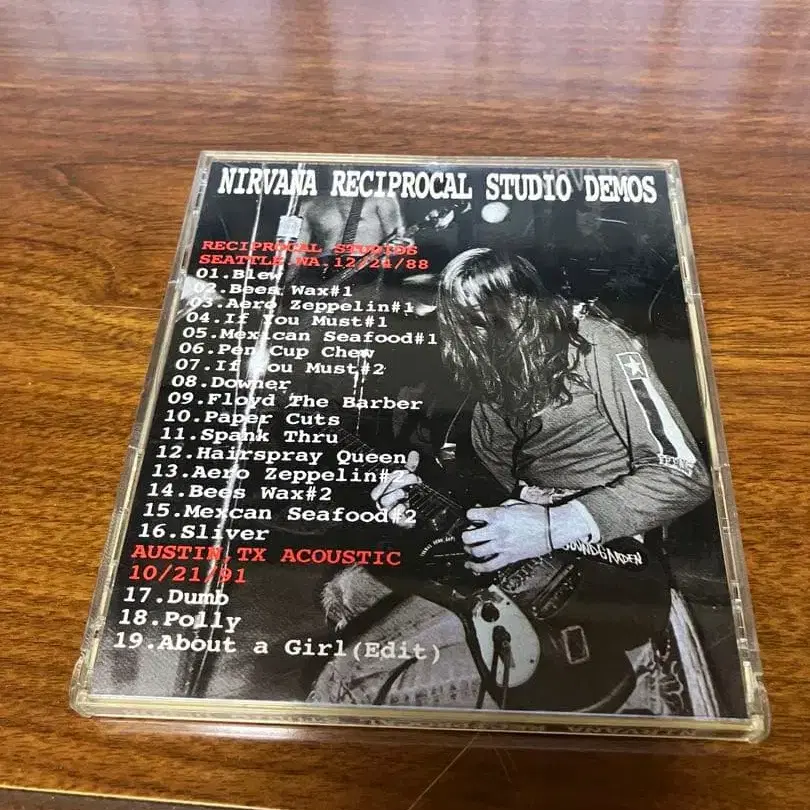 NIRVANA RECIPROCAL STUDIO DEMOS
RECIPROCAL STUDIOS
SEATTLE WA.12/24/88
01.Blew
02.Bees Wax#1
03.Aero Zeppelin#1
04.If You Must#1
05.Mexican Seafood#1
06.Pen Cup Chew
07.If You Must#2
08.Downer
09.Floyd The Barber
10.Paper Cuts
11.Spank Thru
12.Hairspray Queen
13.Aero Zeppelin#2
14.Bees Wax#2
15.Mexcan Seafood#2
16.Sliver
AUSTIN,TX ACOUSTIC
10/21/91
17.Dumb
18.Polly
19.About a Girl(Edit)
SOUNDGARDEN